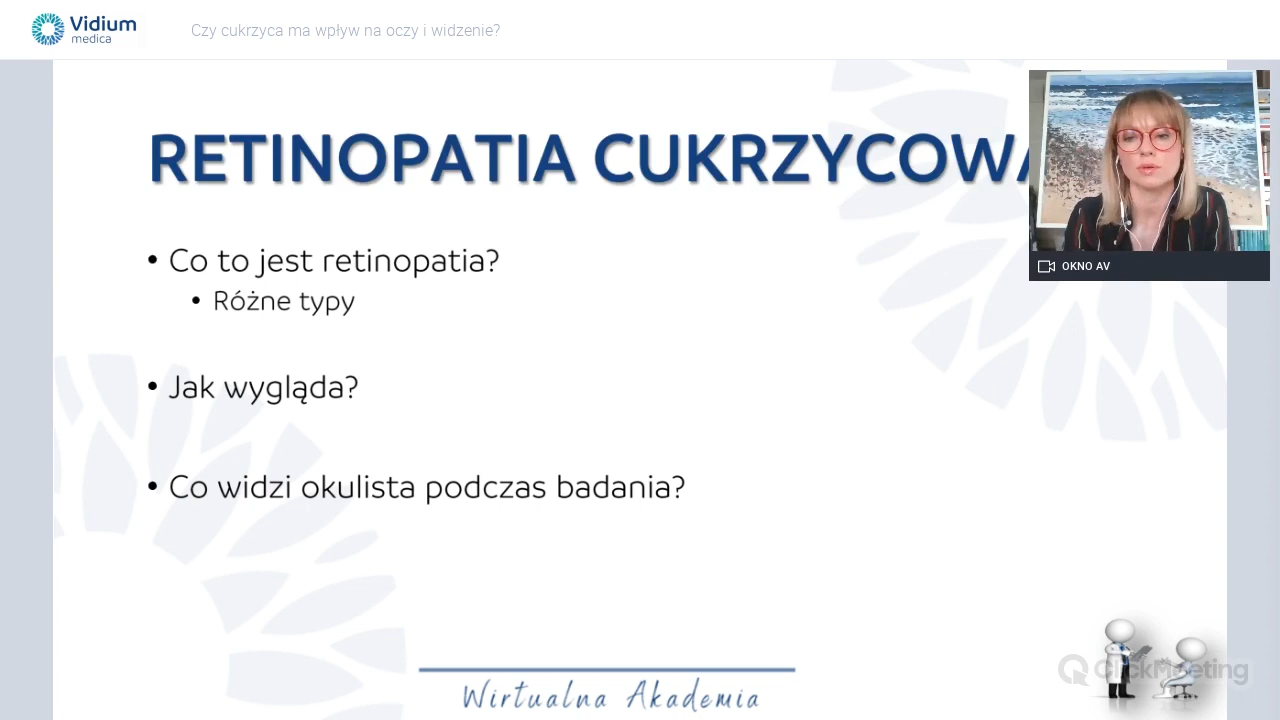 Vidium
medica
Czy cukrzyca ma wpływ na oczy i widzenie?
RETINOPATIA CUKRZYCOWA
OKNO AV
• Co to jest retinopatia?
• Różne typy
• Jak wygląda?
• Co widzi okulista podczas badania?
ClickMeeting
Wirtualna Akademia